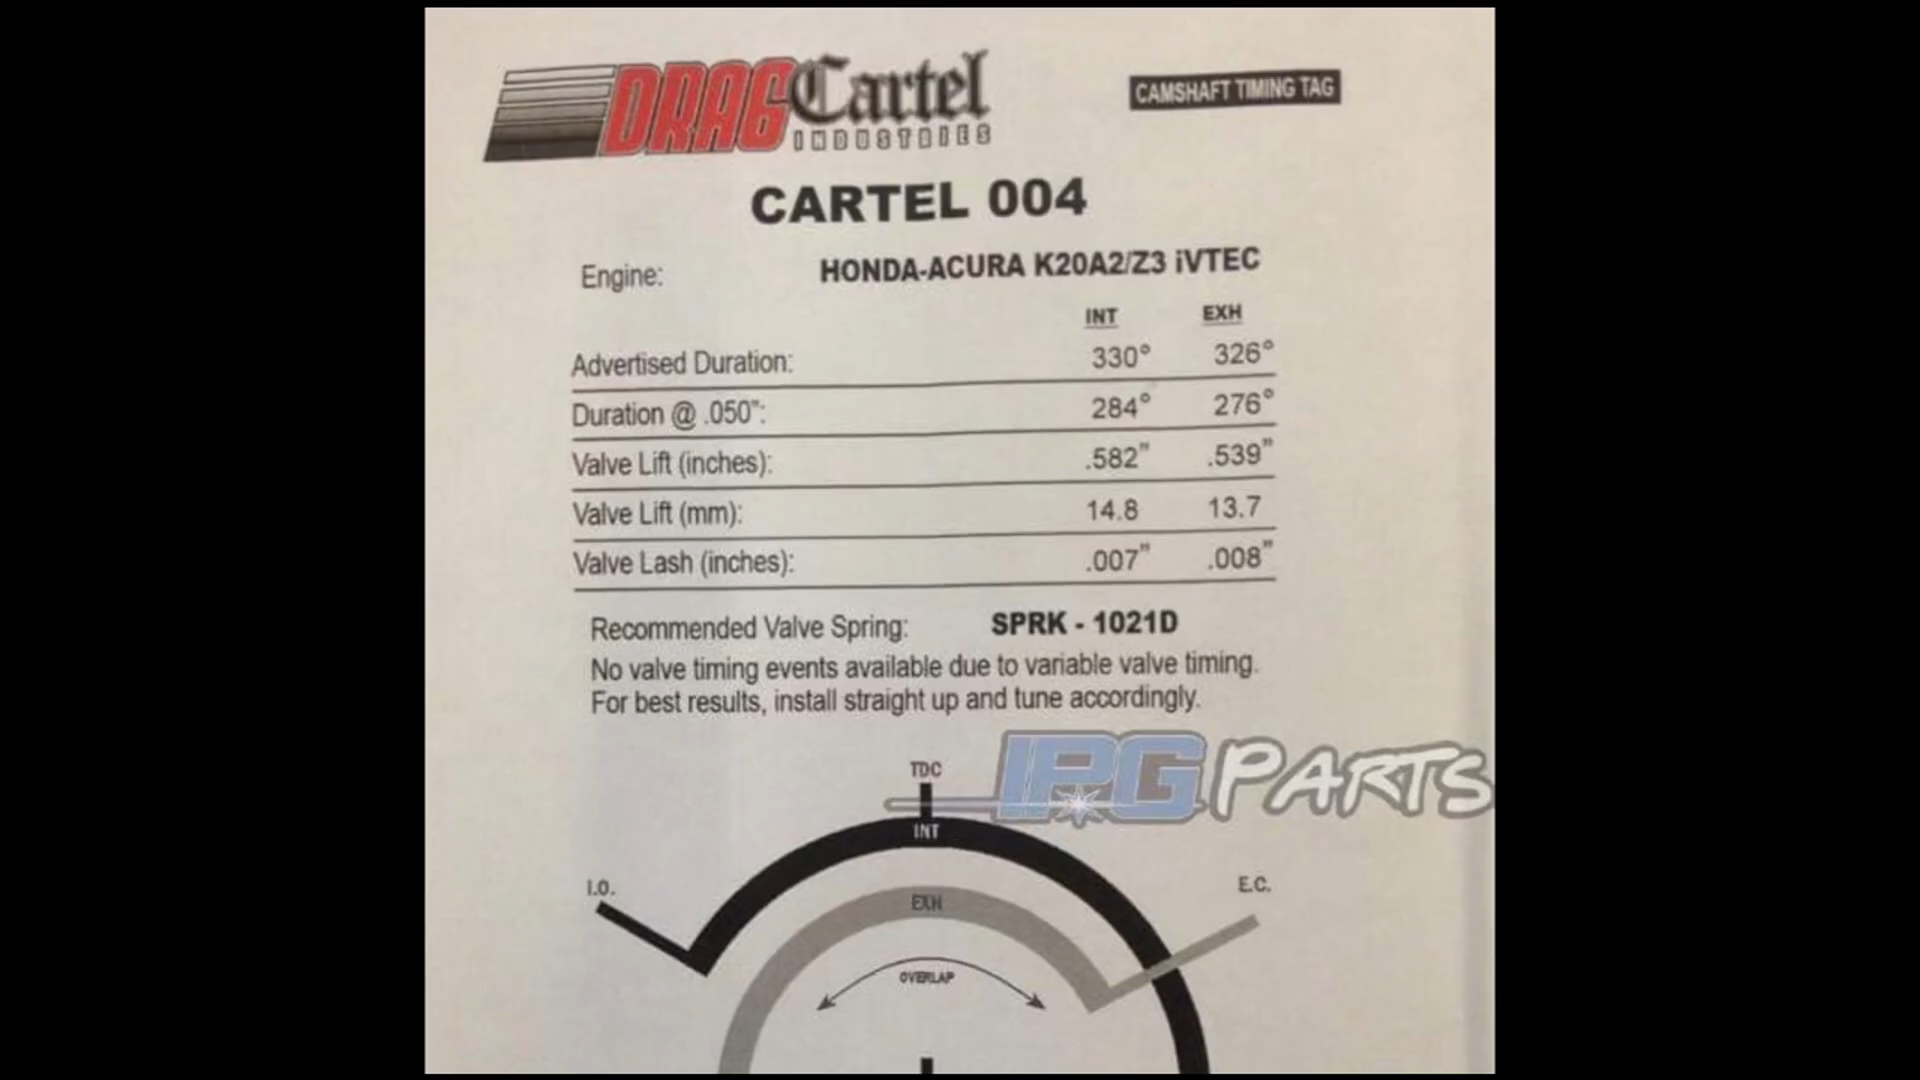 DRAG Cartel
INDUSTRIES
CAMSHAFT TIMING TAG
CARTEL 004
Engine: HONDA-ACURA K20A2/Z3 iVTEC
INT EXH
Advertised Duration: 330° 326°
Duration @ .050": 284° 276°
Valve Lift (inches): .582" .539"
Valve Lift (mm): 14.8 13.7
Valve Lash (inches): .007" .008"
Recommended Valve Spring: SPRK - 1021D
No valve timing events available due to variable valve timing.
For best results, install straight up and tune accordingly.
IPG PARTS
TDC
INT
I.O.
E.C.
EXH
OVERLAP